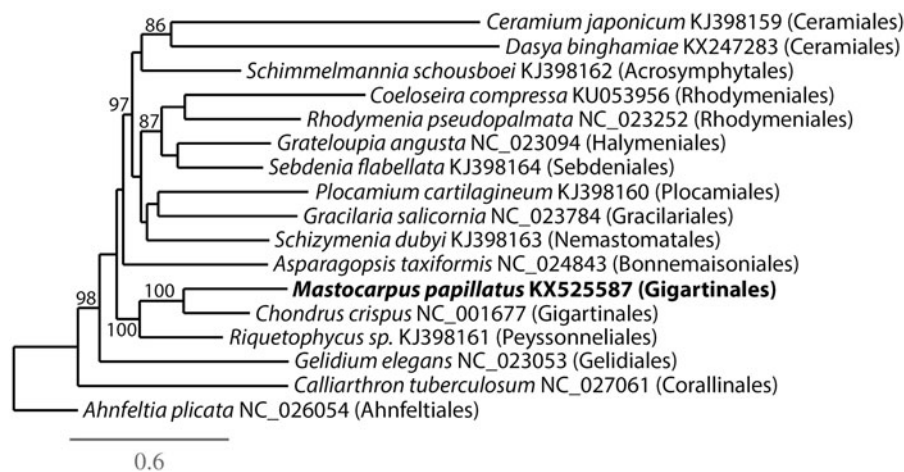 86
Ceramium japonicum KJ398159 (Ceramiales)
Dasya binghamiae KX247283 (Ceramiales)
Schimmelmannia schousboei KJ398162 (Acrosymphytales)
97
Coeloseira compressa KU053956 (Rhodymeniales)
87
Rhodymenia pseudopalmata NC_023252 (Rhodymeniales)
Grateloupia angusta NC_023094 (Halymeniales)
Sebdenia flabellata KJ398164 (Sebdeniales)
Plocamium cartilagineum KJ398160 (Plocamiales)
Gracilaria salicornia NC_023784 (Gracilariales)
Schizymenia dubyi KJ398163 (Nemastomatales)
Asparagopsis taxiformis NC_024843 (Bonnemaisoniales)
100
Mastocarpus papillatus KX525587 (Gigartinales)
98
Chondrus crispus NC_001677 (Gigartinales)
100
Riquetophycus sp. KJ398161 (Peyssonneliales)
Gelidium elegans NC_023053 (Gelidiales)
Calliarthron tuberculosum NC_027061 (Corallinales)
Ahnfeltia plicata NC_026054 (Ahnfeltiales)
0.6